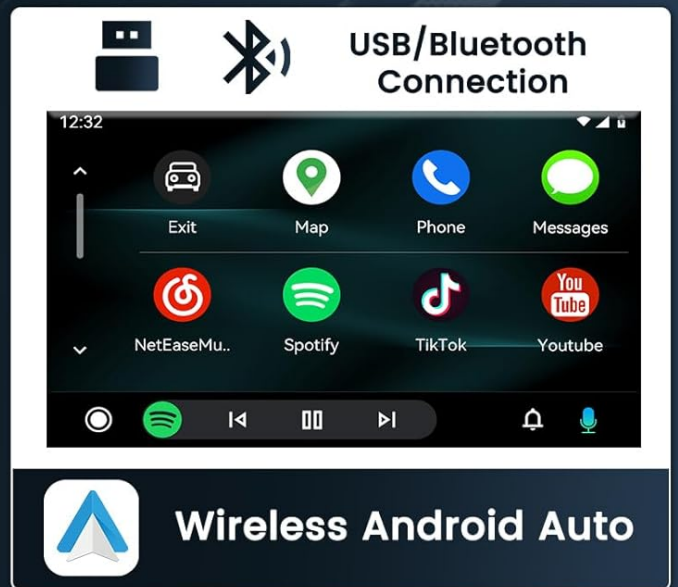 USB/Bluetooth
Connection
12:32
Exit Map Phone Messages
You
Tube
NetEaseMu.. Spotify TikTok Youtube
Wireless Android Auto